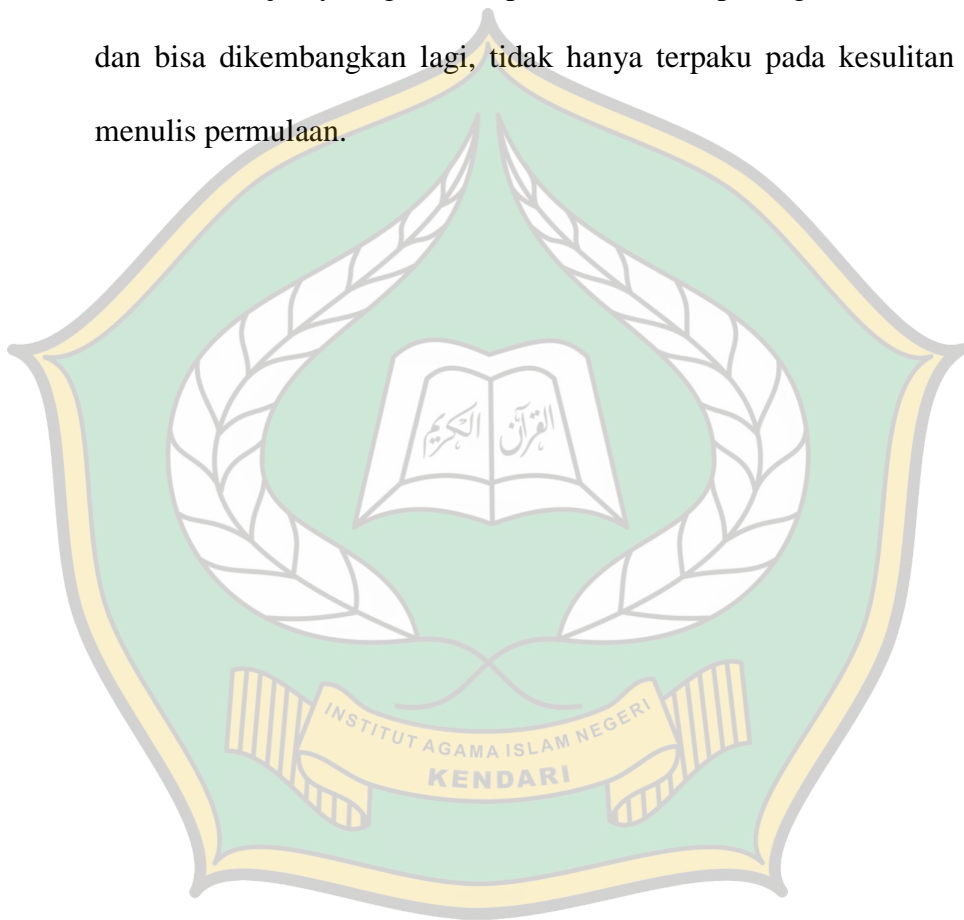 dan bisa dikembangkan lagi, tidak hanya terpaku pada kesulitan
menulis permulaan.
القرآن الكريم
INSTITUT AGAMA ISLAM NEGERI
KENDARI